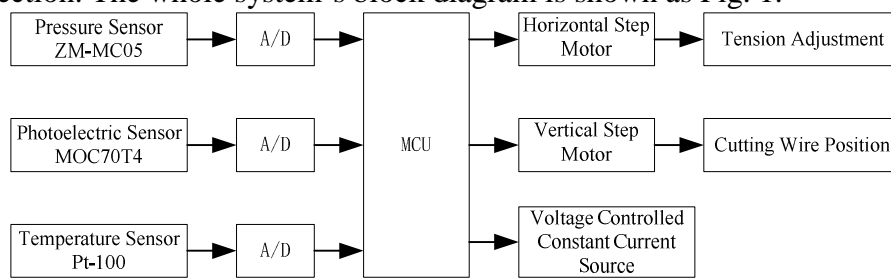 ection. The whole system's block diagram is shown as Fig. 1.
Pressure Sensor
ZM-MC05
A/D
Horizontal Step
Motor
Tension Adjustment
Photoelectric Sensor
MOC70T4
A/D
MCU
Vertical Step
Motor
Cutting Wire Position
Temperature Sensor
Pt-100
A/D
Voltage Controlled
Constant Current
Source